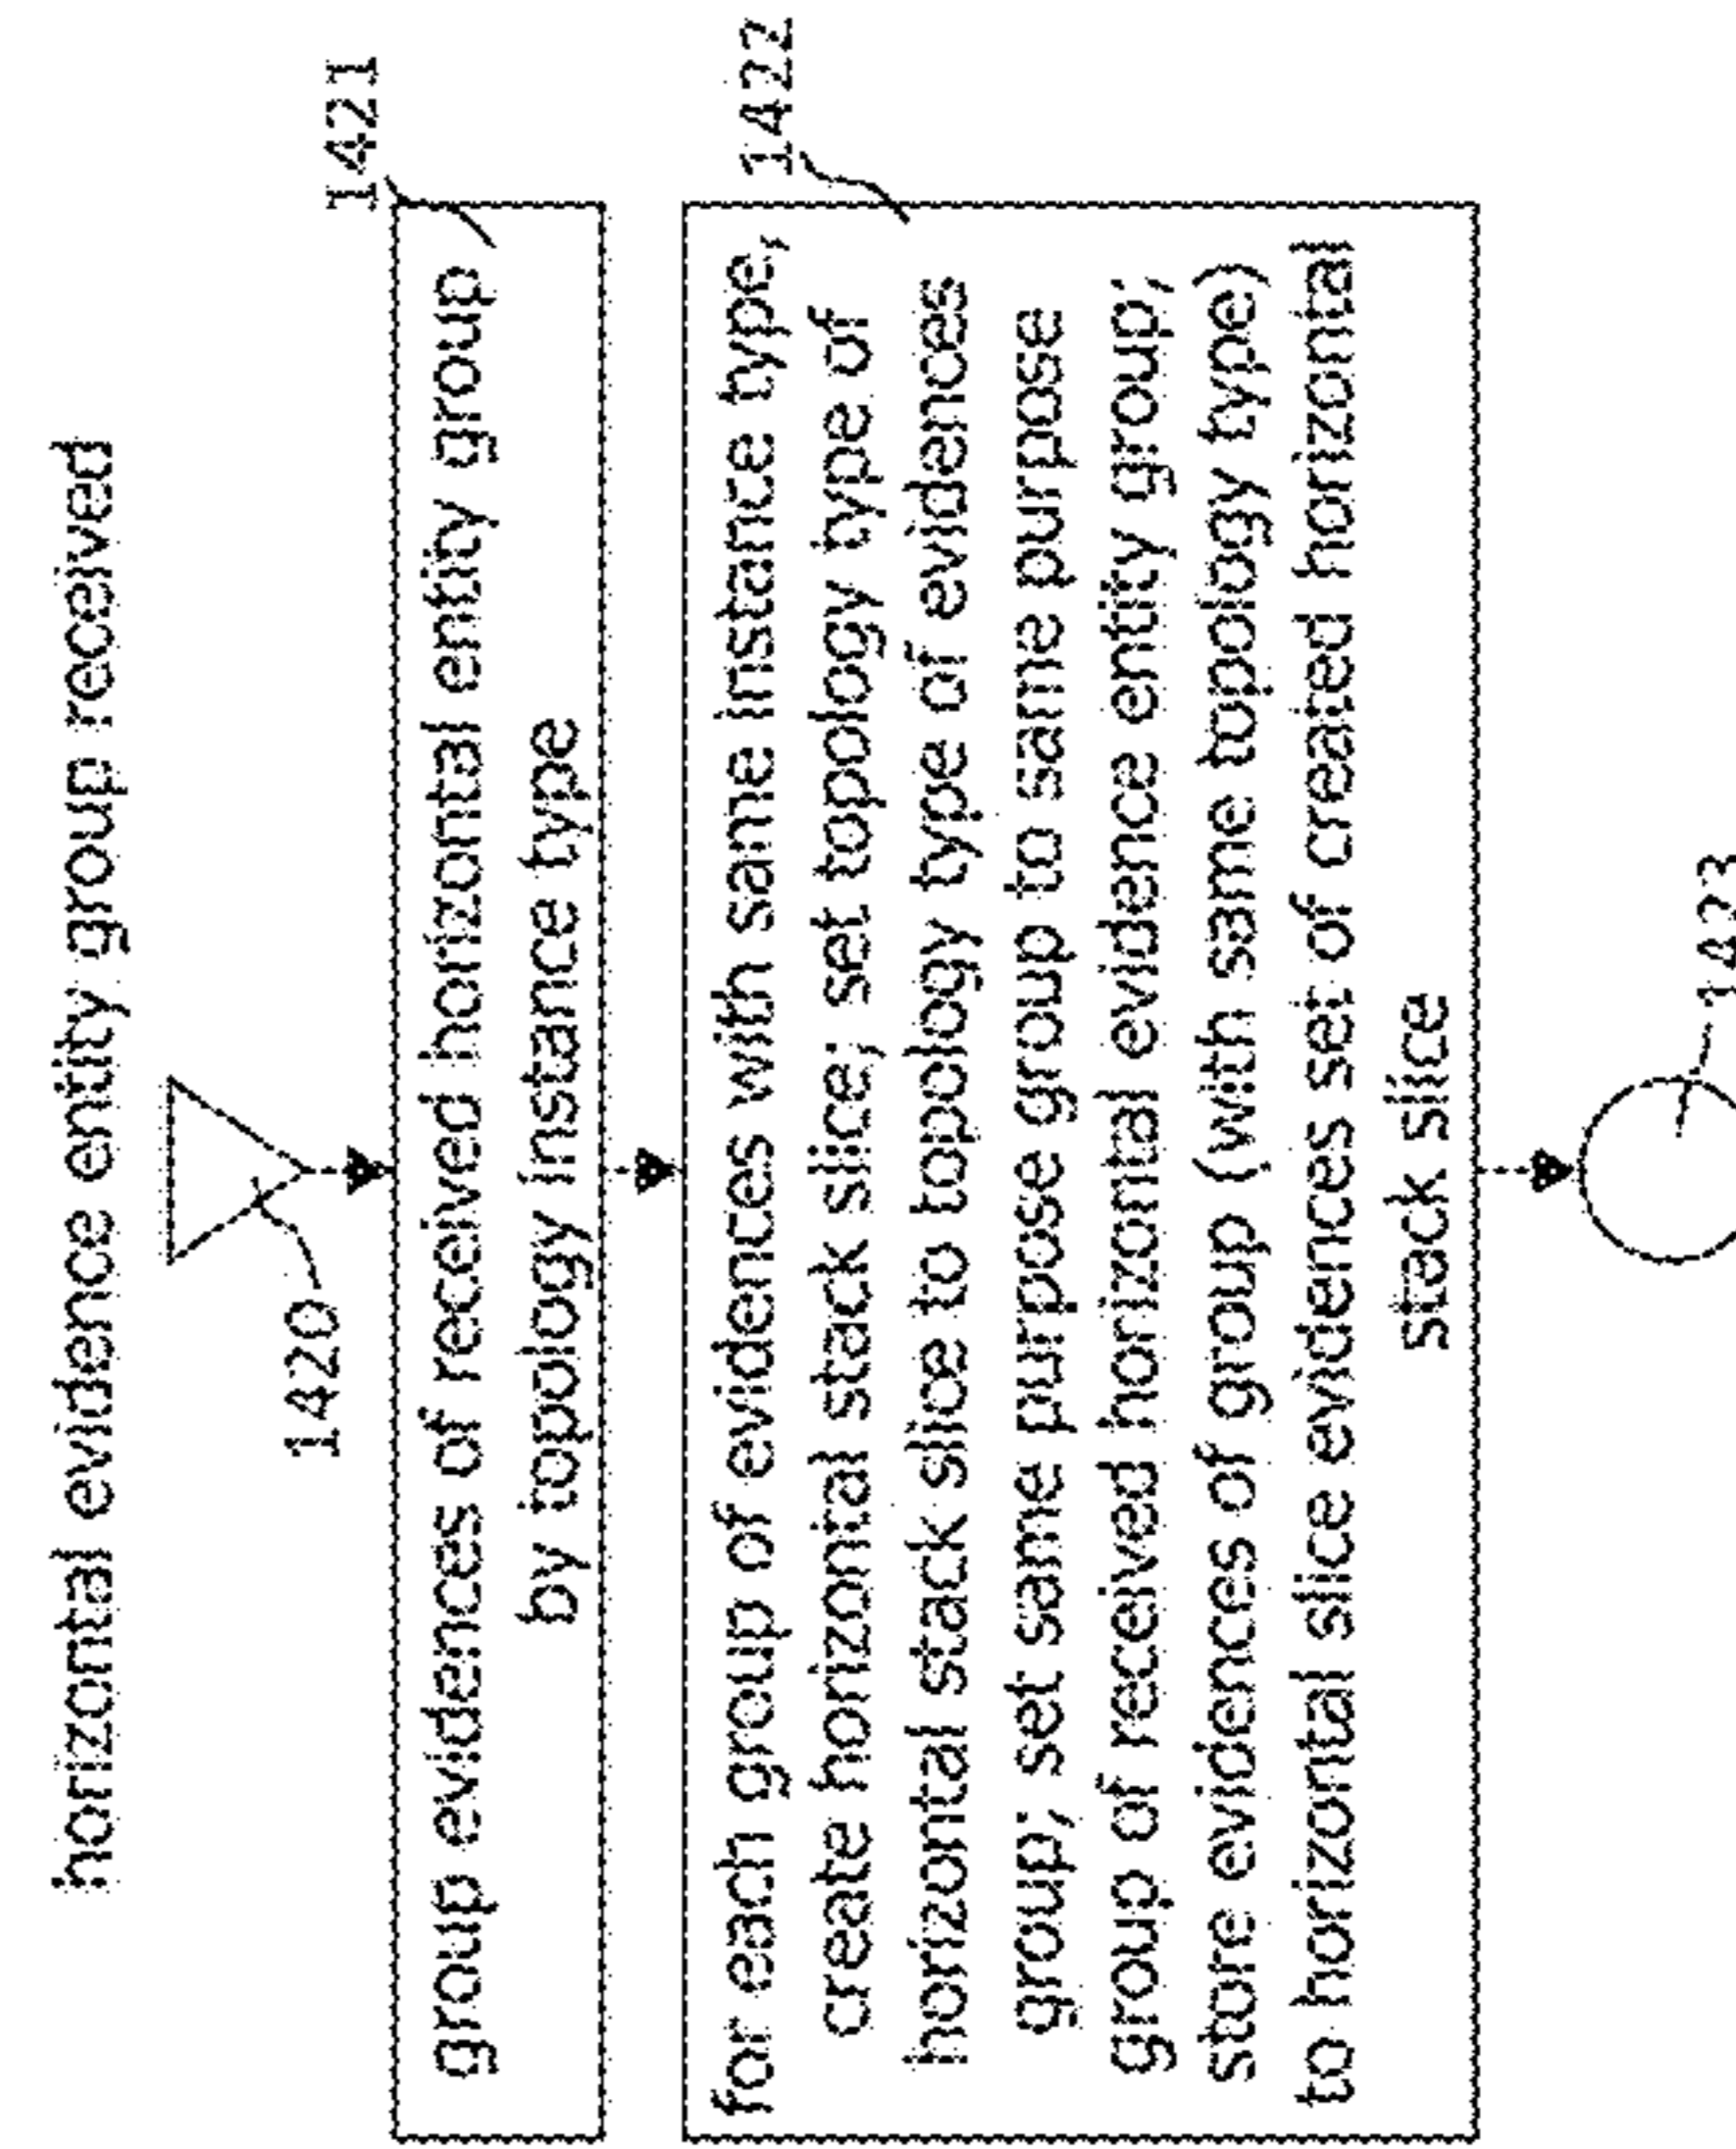 horizontal evidence entity group received
1420
1421
group evidences of received horizontal entity group
by topology instance type
1422
for each group of evidences with same instance type,
create horizontal stack slice; set topology type of
horizontal stack slice to topology type of evidences
group; set same purpose group to same purpose
group of received horizontal evidence entity group;
store evidences of group (with same topology type)
to horizontal slice evidences set of created horizontal
stack slice
1423